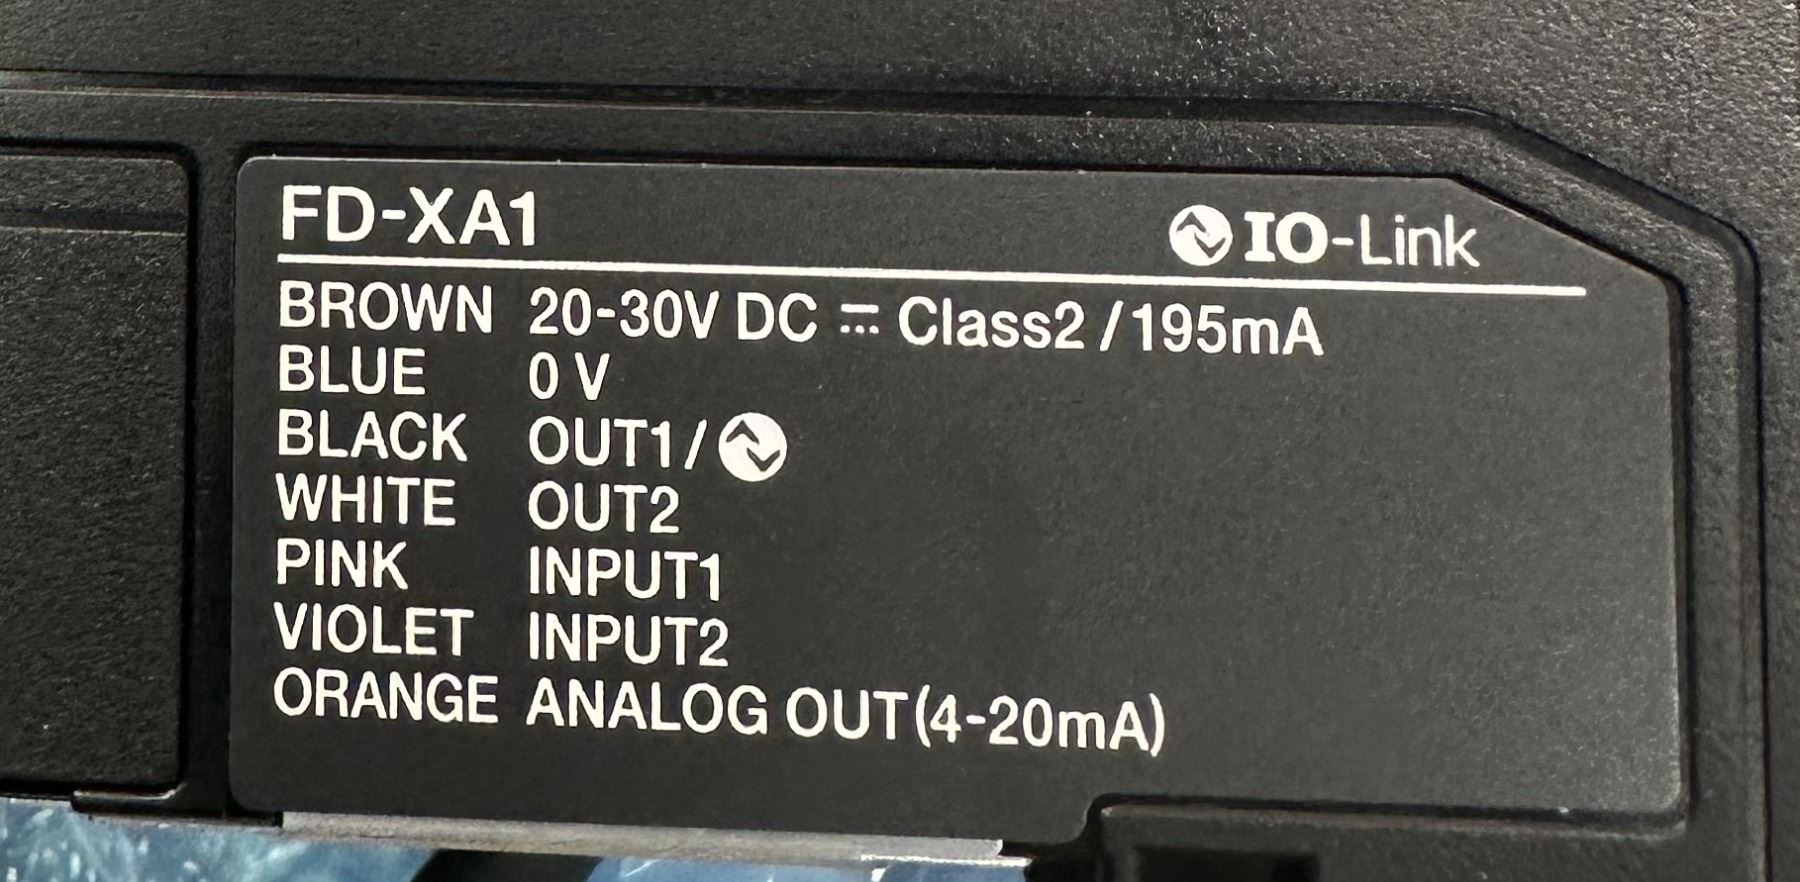 FD-XA1 IO-Link
BROWN 20-30V DC ⎓ Class2 / 195mA
BLUE 0 V
BLACK OUT1/
WHITE OUT2
PINK INPUT1
VIOLET INPUT2
ORANGE ANALOG OUT(4-20mA)